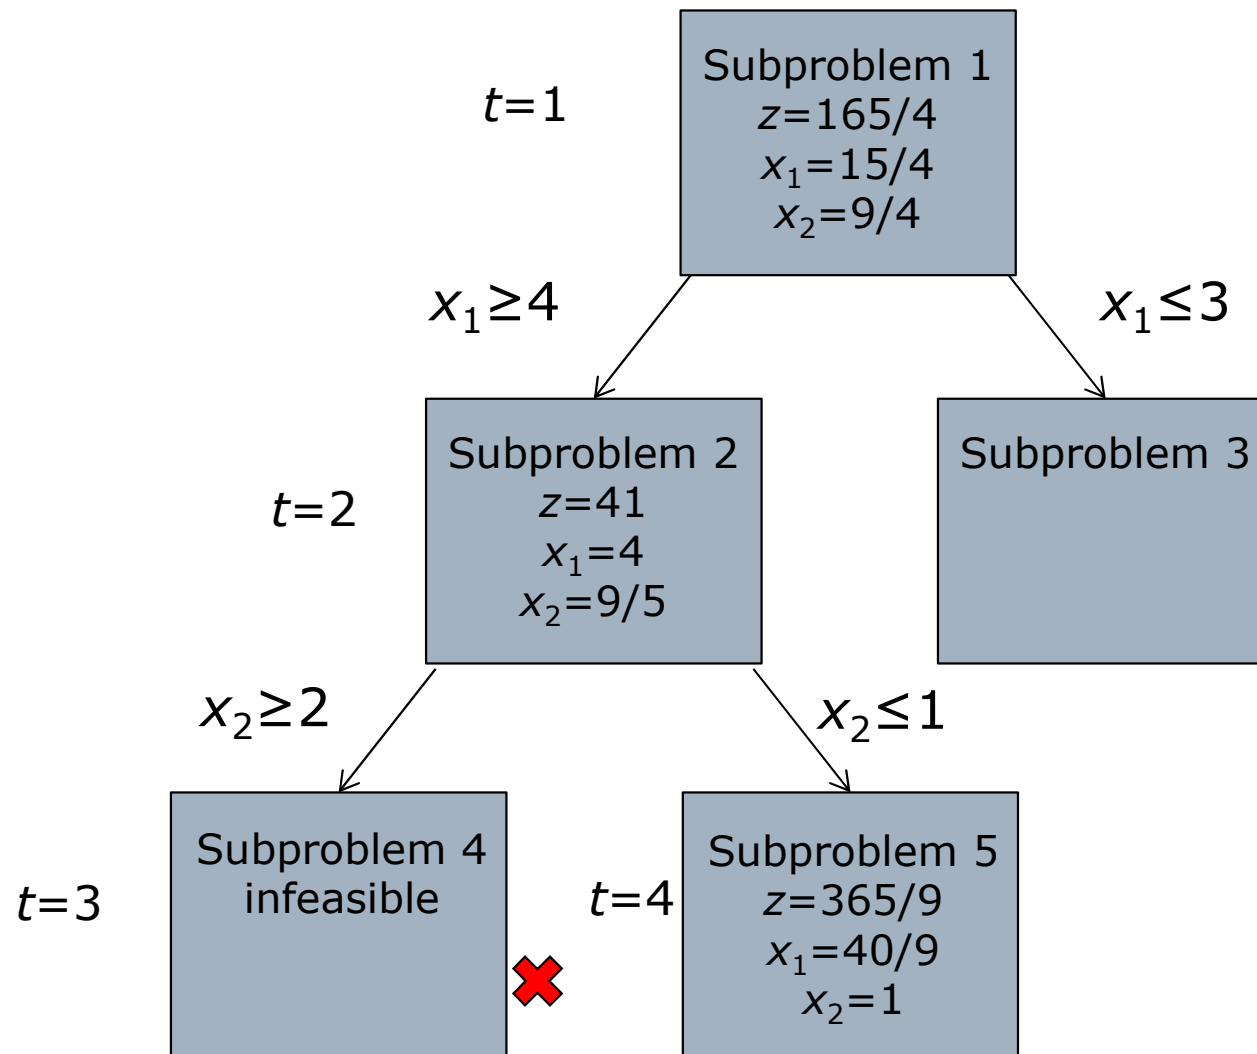 Subproblem 1
t=1
z=165/4
x₁=15/4
x₂=9/4
x₁≥4
x₁≤3
Subproblem 2
z=41
x₁=4
x₂=9/5
t=2
Subproblem 3
x₂≥2
x₂≤1
Subproblem 4
infeasible
t=3
Subproblem 5
z=365/9
x₁=40/9
x₂=1
t=4